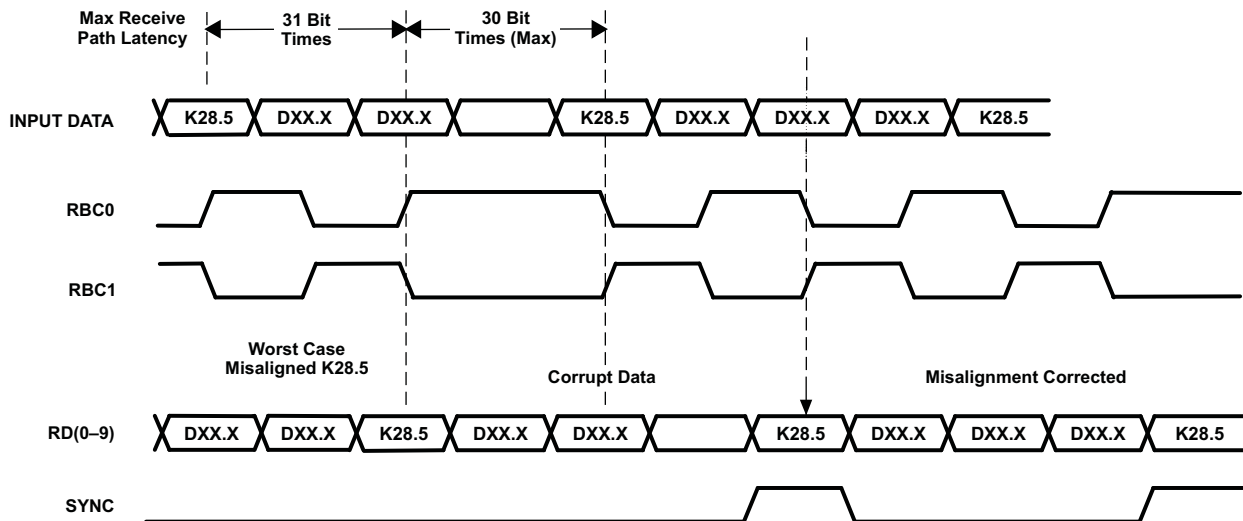 Max Receive
Path Latency
31 Bit
Times
30 Bit
Times (Max)
INPUT DATA
K28.5 DXX.X DXX.X K28.5 DXX.X DXX.X DXX.X K28.5
RBC0
RBC1
Worst Case
Misaligned K28.5
Corrupt Data
Misalignment Corrected
RD(0–9)
DXX.X DXX.X K28.5 DXX.X DXX.X K28.5 DXX.X DXX.X DXX.X K28.5
SYNC